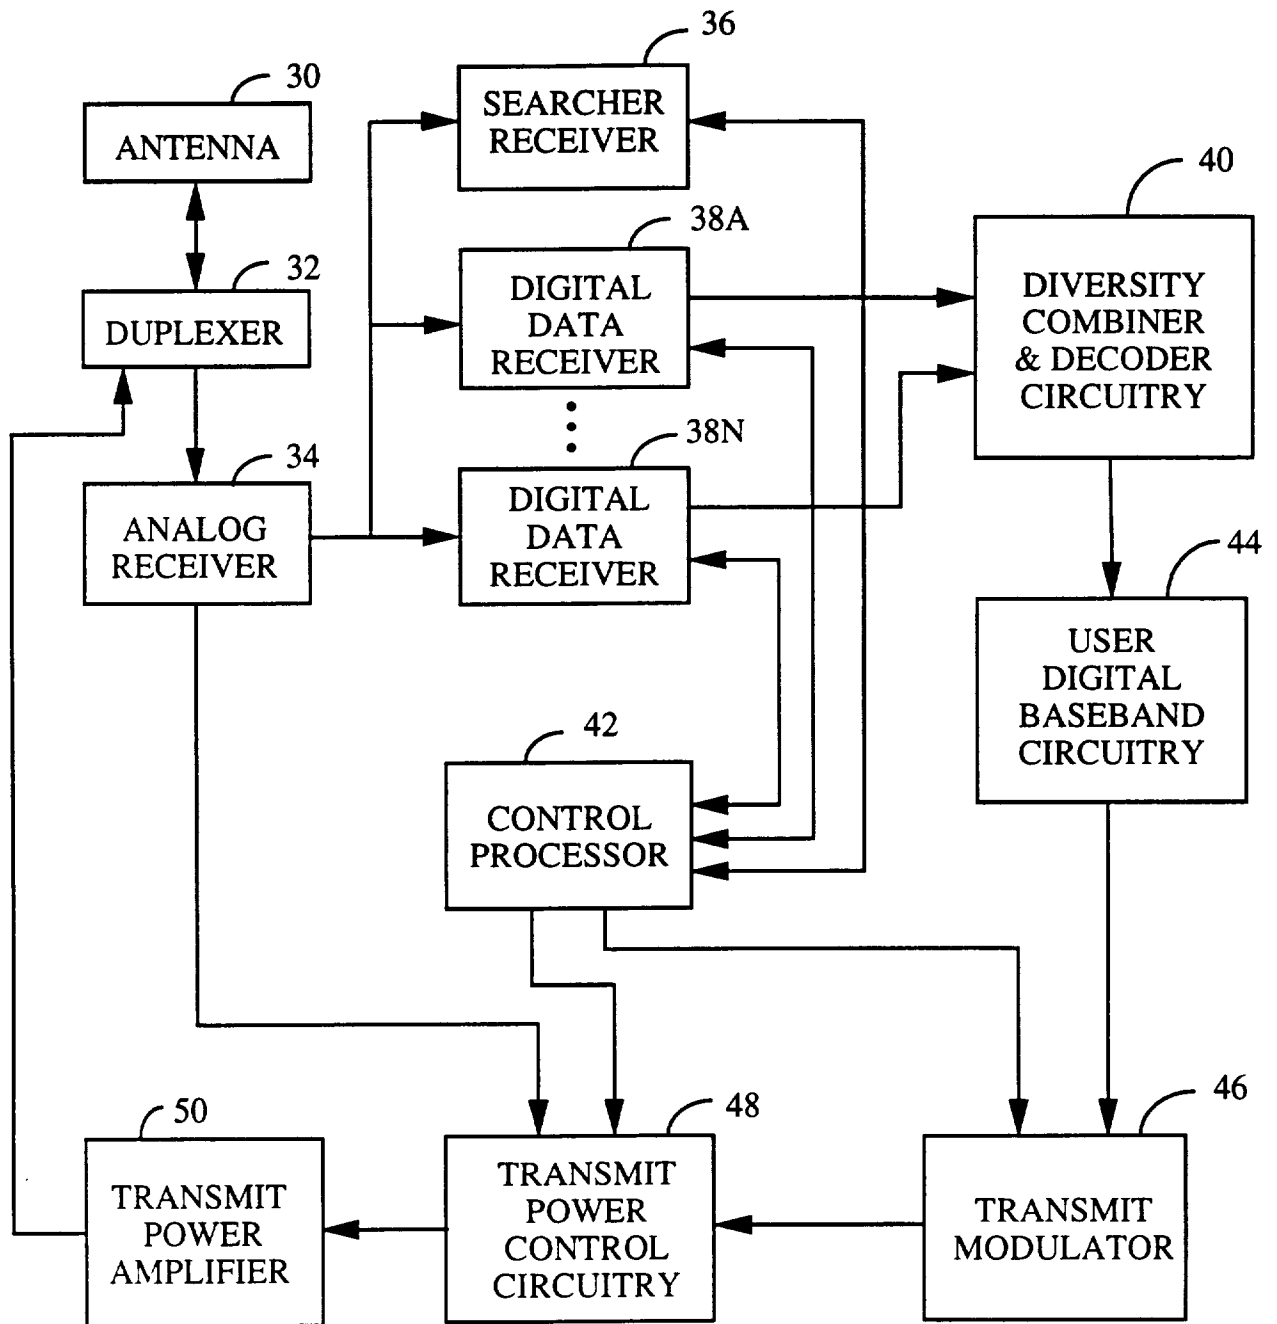 36
30
SEARCHER
RECEIVER
ANTENNA
40
38A
32
DIGITAL
DATA
RECEIVER
DIVERSITY
COMBINER
& DECODER
CIRCUITRY
DUPLEXER
38N
34
DIGITAL
DATA
RECEIVER
ANALOG
RECEIVER
44
USER
DIGITAL
BASEBAND
CIRCUITRY
42
CONTROL
PROCESSOR
50
48
46
TRANSMIT
POWER
AMPLIFIER
TRANSMIT
POWER
CONTROL
CIRCUITRY
TRANSMIT
MODULATOR